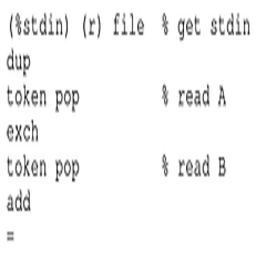 (%stdin) (r) file  % get stdin
dup
token pop          % read A
exch
token pop          % read B
add
=